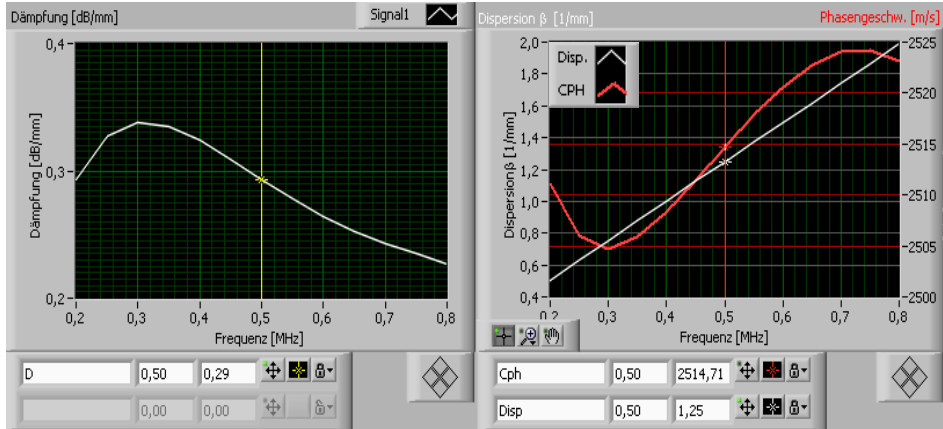 Dämpfung [dB/mm]
Signal1
0,4
0,3
0,2
Dämpfung [dB/mm]
0,2 0,3 0,4 0,5 0,6 0,7 0,8
Frequenz [MHz]
D 0,50 0,29
0,00 0,00
Dispersion β [1/mm]
Phasengeschw. [m/s]
Disp.
CPH
2,0
1,8
1,6
1,4
1,2
1,0
0,8
0,6
0,4
Dispersion β [1/mm]
2525
2520
2515
2510
2505
2500
0,2 0,3 0,4 0,5 0,6 0,7 0,8
Frequenz [MHz]
Cph 0,50 2514,71
Disp 0,50 1,25